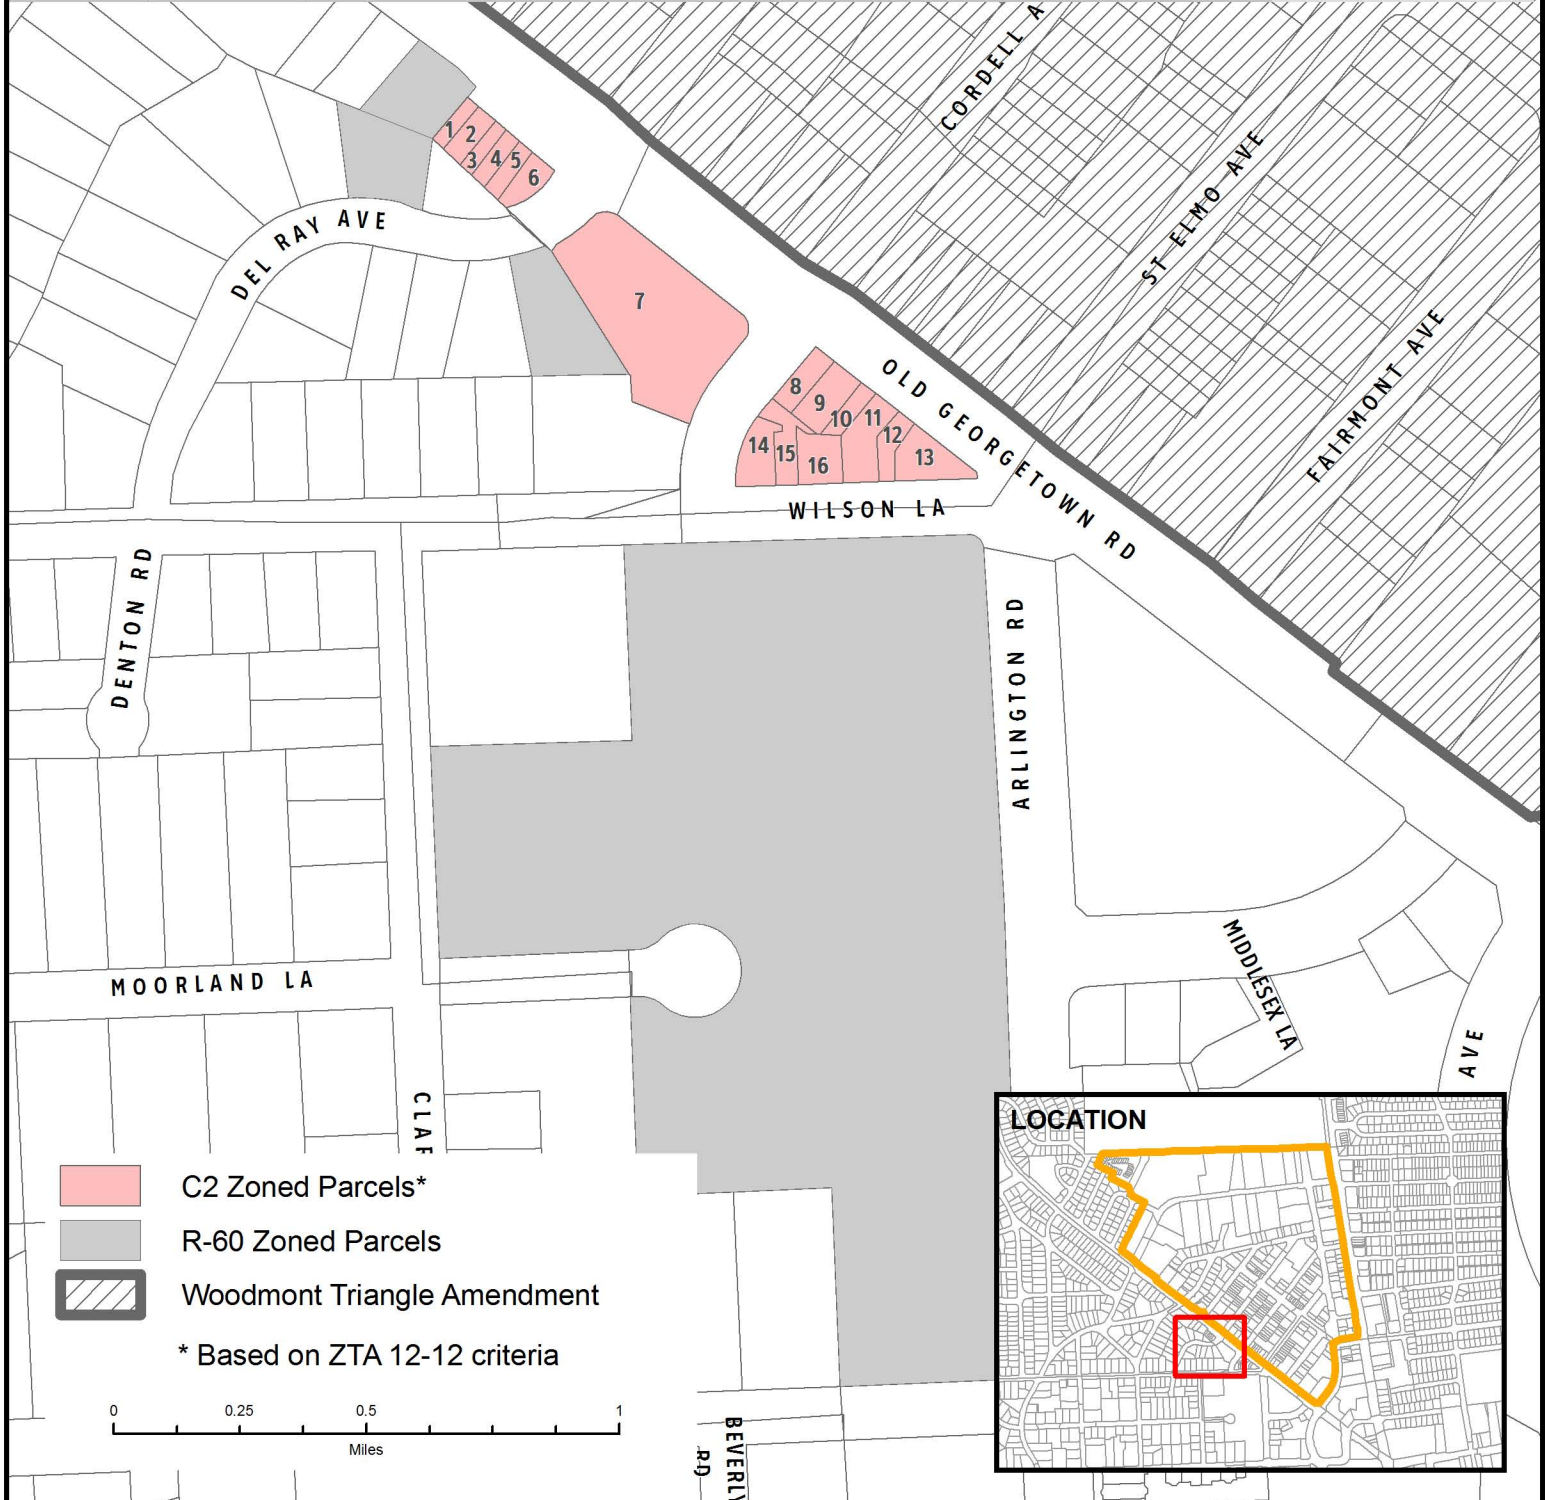 CORDELL A
ST ELMO AVE
FAIRMONT AVE
1
2
3
4
5
6
DEL RAY AVE
7
8
9
10
11
12
13
14
15
16
OLD GEORGETOWN RD
WILSON LA
DENTON RD
ARLINGTON RD
MOORLAND LA
MIDDLESEX LA
AVE
CLAR
LOCATION
C2 Zoned Parcels*
R-60 Zoned Parcels
Woodmont Triangle Amendment
* Based on ZTA 12-12 criteria
0 0.25 0.5 1
Miles
BEVERLY
RD